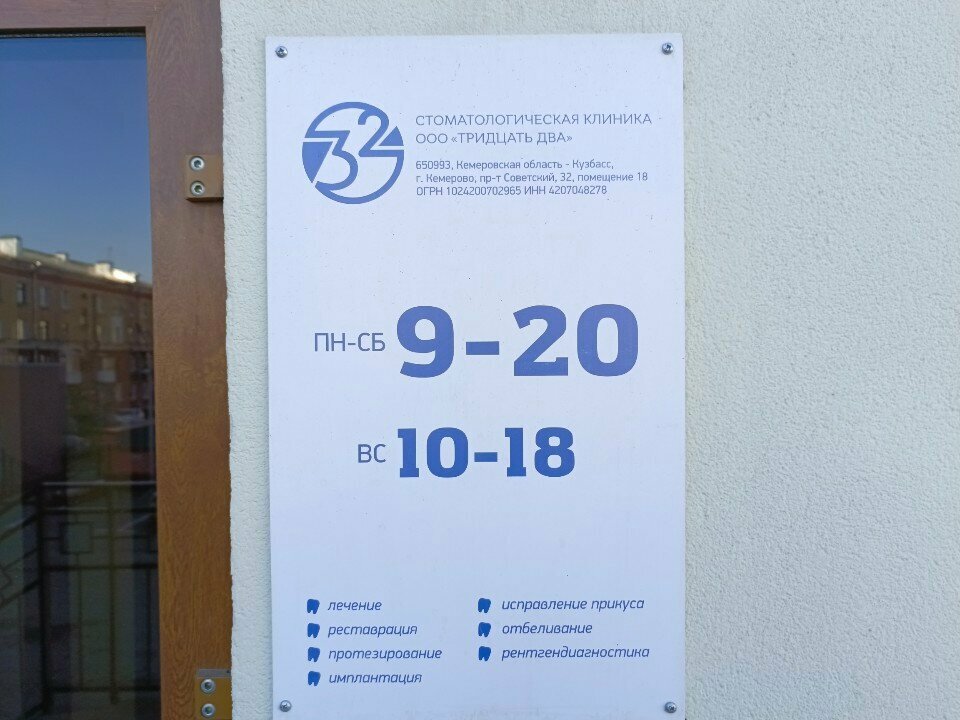 32
СТОМАТОЛОГИЧЕСКАЯ КЛИНИКА
ООО «ТРИДЦАТЬ ДВА»
650993, Кемеровская область - Кузбасс,
г. Кемерово, пр-т Советский, 32, помещение 18
ОГРН 1024200702965 ИНН 4207048278
ПН-СБ 9-20
ВС 10-18
лечение
реставрация
протезирование
имплантация
исправление прикуса
отбеливание
рентгендиагностика